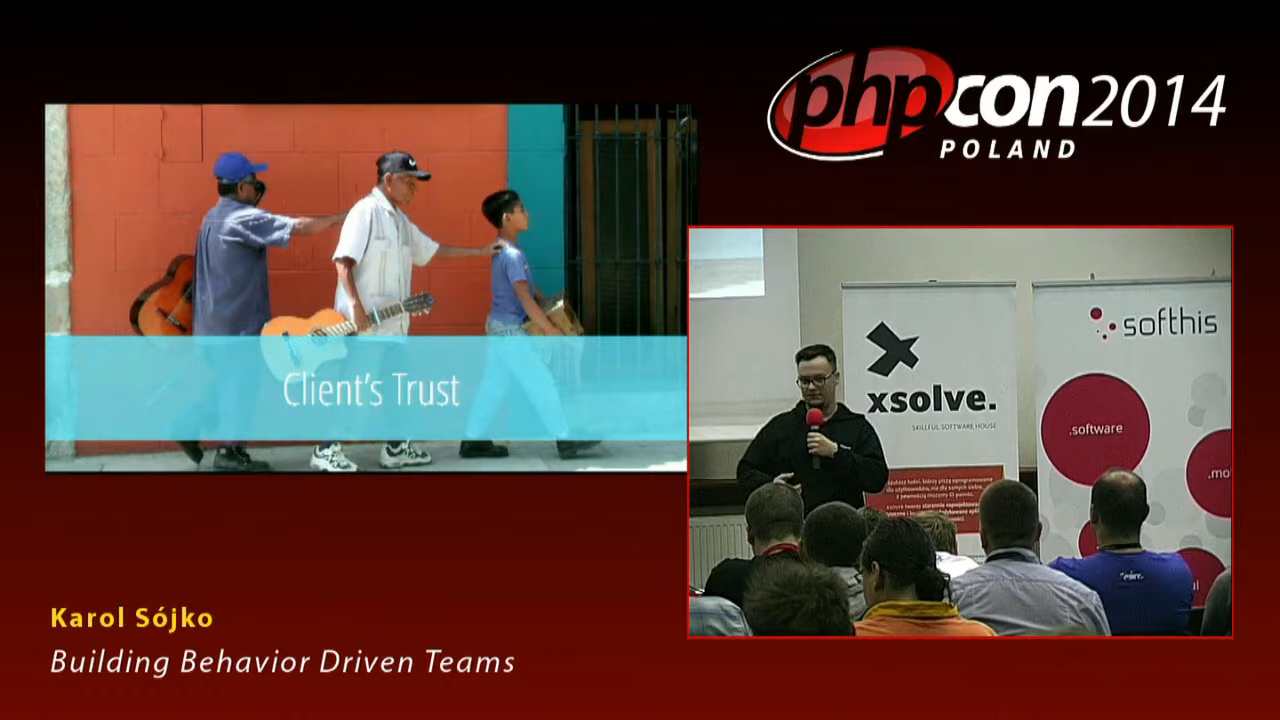 phpcon2014
POLAND
Client's Trust
xsolve.
SKILLFUL SOFTWARE HOUSE
softhis
.software
.mo
Karol Sójko
Building Behavior Driven Teams